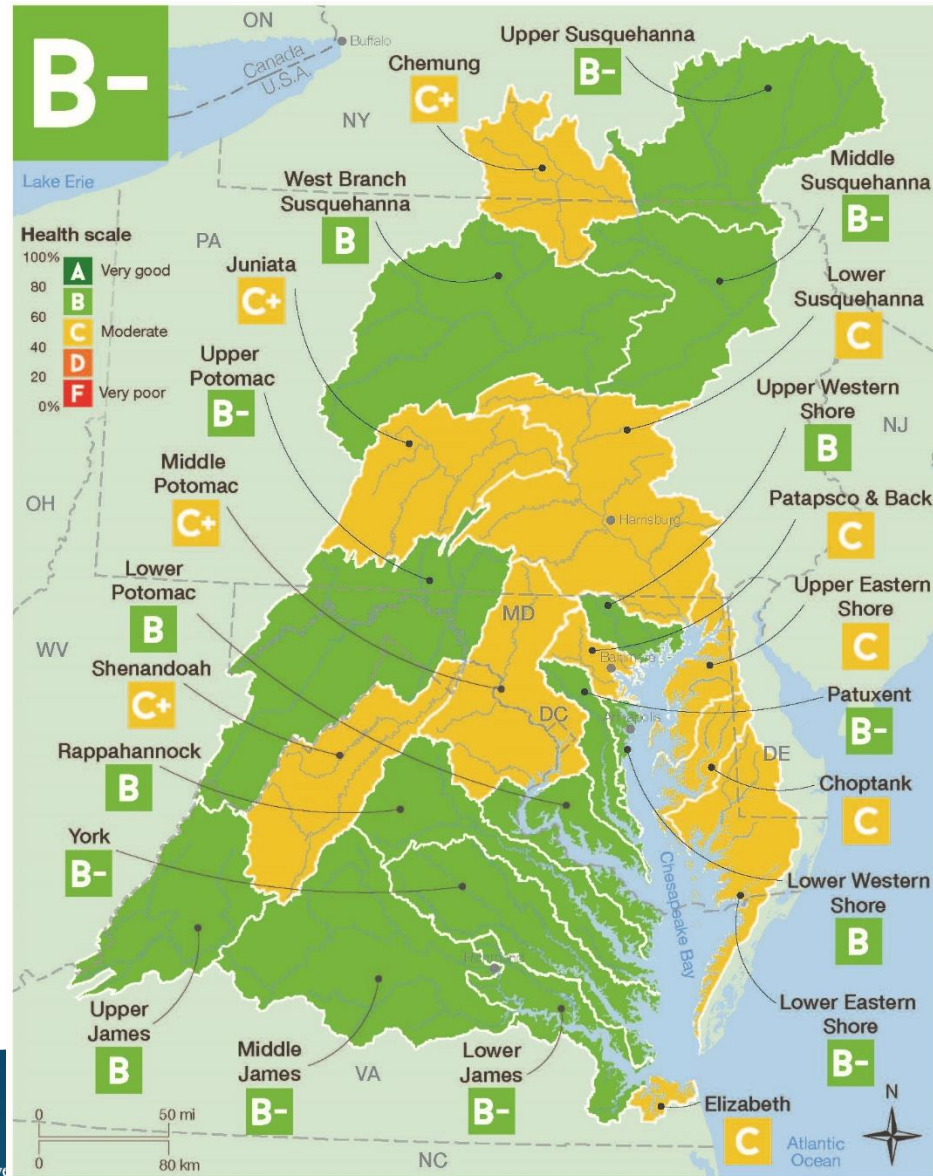 B-
ON
Buffalo
Canada
U.S.A.
NY
Lake Erie
Upper Susquehanna
B-
Chemung
C+
West Branch
Susquehanna
B
Middle
Susquehanna
B-
Health scale
100%
A Very good
80
B
60
C Moderate
40
D
20
F Very poor
0%
PA
Juniata
C+
Lower
Susquehanna
C
Upper
Potomac
B-
Upper Western
Shore
B
NJ
Middle
Potomac
C+
Harrisburg
Patapsco & Back
C
OH
Lower
Potomac
B
MD
Upper Eastern
Shore
C
WV
Baltimore
Shenandoah
C+
DC
Annapolis
Patuxent
B-
DE
Rappahannock
B
Choptank
C
York
B-
Chesapeake Bay
Lower Western
Shore
B
Richmond
Upper
James
B
Middle
James
B-
Lower
James
B-
Lower Eastern
Shore
B-
VA
Elizabeth
C
N
0 50 mi
0 80 km
NC
Atlantic
Ocean